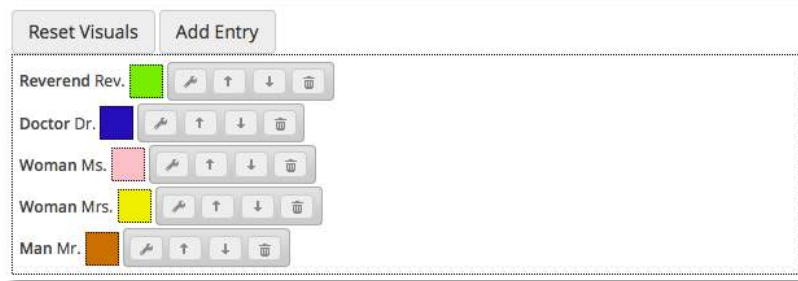 Reset Visuals Add Entry
Reverend Rev.
Doctor Dr.
Woman Ms.
Woman Mrs.
Man Mr.